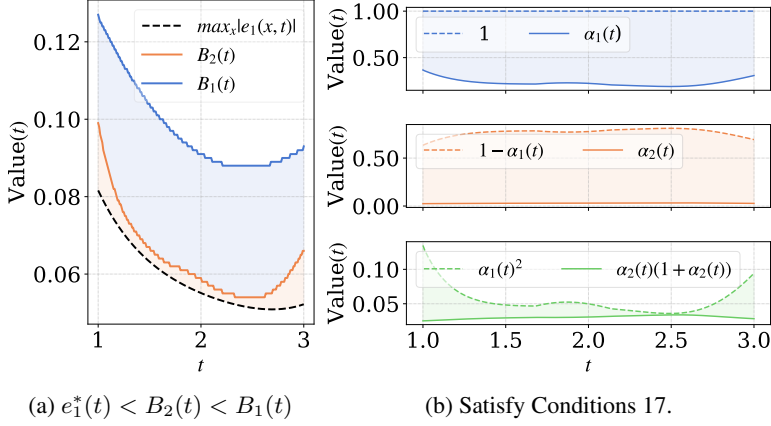 max_x|e_1(x,t)|
B_2(t)
B_1(t)
0.12
0.10
0.08
0.06
Value(t)
1
2
3
t
(a) e_1^*(t) < B_2(t) < B_1(t)
1
α_1(t)
1.00
0.50
Value(t)
1−α_1(t)
α_2(t)
0.50
0.00
Value(t)
α_1(t)^2
α_2(t)(1+α_2(t))
0.10
0.05
Value(t)
1.0
1.5
2.0
2.5
3.0
t
(b) Satisfy Conditions 17.